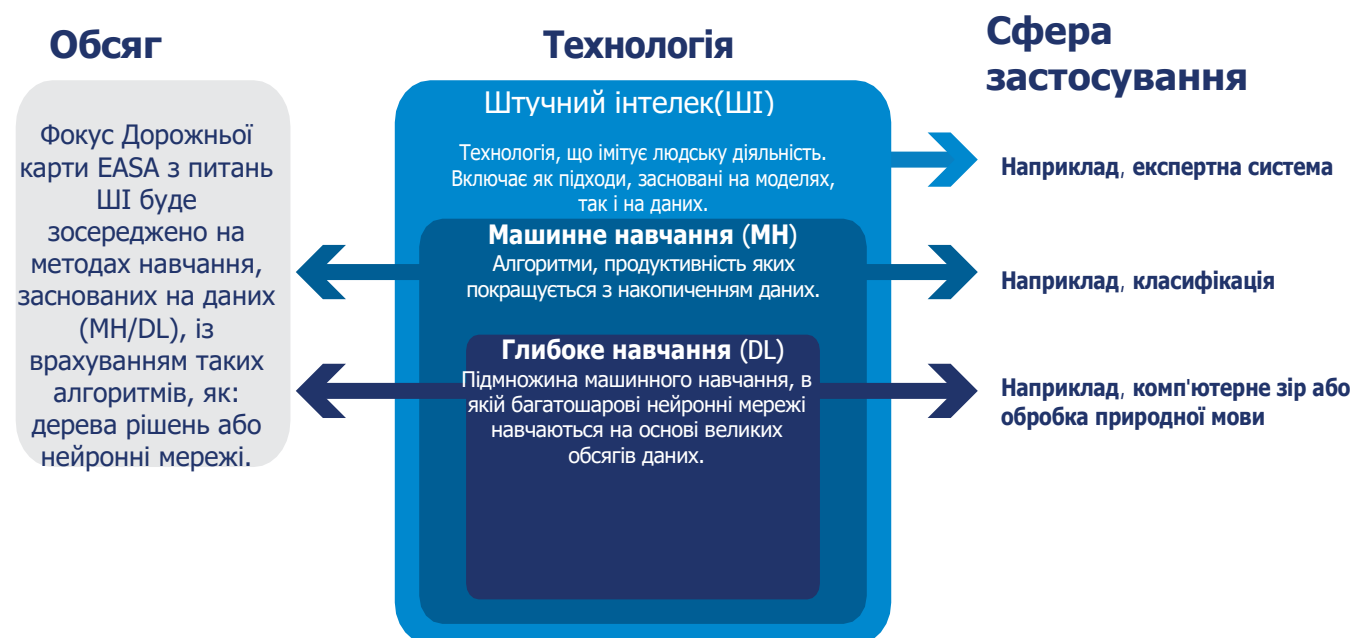 Обсяг
Фокус Дорожньої
карти EASA з питань
ШІ буде
зосереджено на
методах навчання,
заснованих на даних
(МН/DL), із
врахуванням таких
алгоритмів, як:
дерева рішень або
нейронні мережі.
Технологія
Штучний інтелек(ШІ)
Технологія, що імітує людську діяльність.
Включає як підходи, засновані на моделях,
так і на даних.
Машинне навчання (МН)
Алгоритми, продуктивність яких
покращується з накопиченням даних.
Глибоке навчання (DL)
Підмножина машинного навчання, в
якій багатошарові нейронні мережі
навчаються на основі великих
обсягів даних.
Сфера
застосування
Наприклад, експертна система
Наприклад, класифікація
Наприклад, комп'ютерне зір або
обробка природної мови